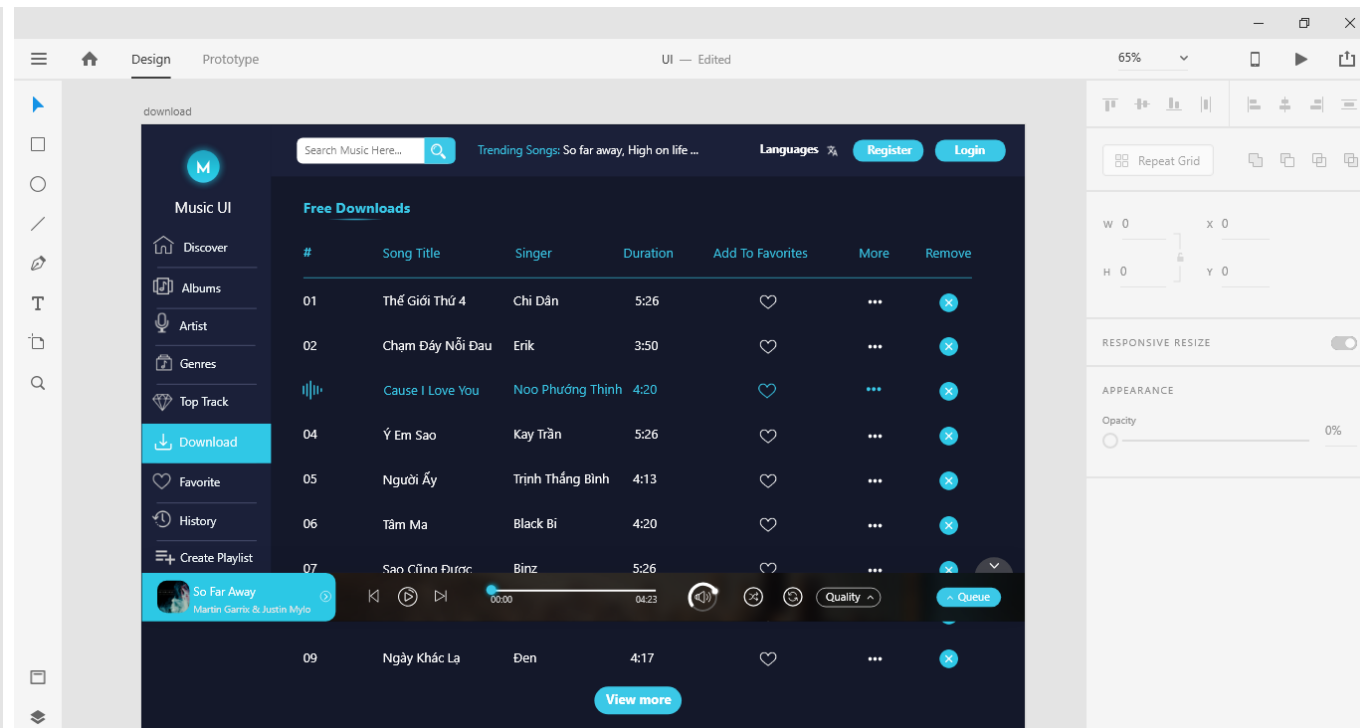 Design Prototype UI — Edited 65%
download
Search Music Here... Trending Songs: So far away, High on life ... Languages Register Login
M
Music UI
Discover
Albums
Artist
Genres
Top Track
Download
Favorite
History
Create Playlist
Free Downloads
# Song Title Singer Duration Add To Favorites More Remove
01 Thế Giới Thứ 4 Chi Dân 5:26
02 Chạm Đáy Nỗi Đau Erik 3:50
Cause I Love You Noo Phướng Thịnh 4:20
04 Ý Em Sao Kay Trần 5:26
05 Người Ấy Trịnh Thắng Bình 4:13
06 Tâm Ma Black Bi 4:20
07 Sao Cũng Được Binz 5:26
So Far Away
Martin Garrix & Justin Mylo
00:00 04:23 Quality Queue
09 Ngày Khác Lạ Đen 4:17
View more
Repeat Grid
W 0 X 0
H 0 Y 0
RESPONSIVE RESIZE
APPEARANCE
Opacity
0%